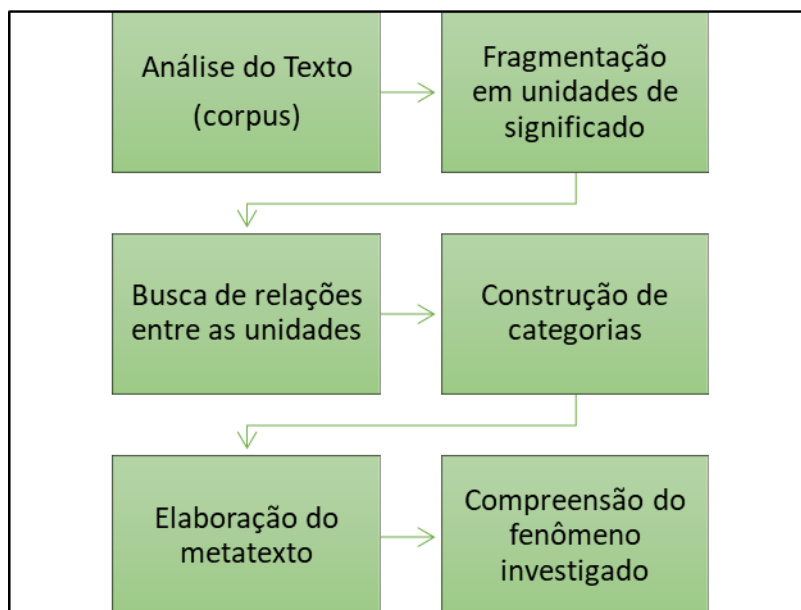 Análise do Texto
(corpus)
Fragmentação
em unidades de
significado
Busca de relações
entre as unidades
Construção de
categorias
Elaboração do
metatexto
Compreensão do
fenômeno
investigado